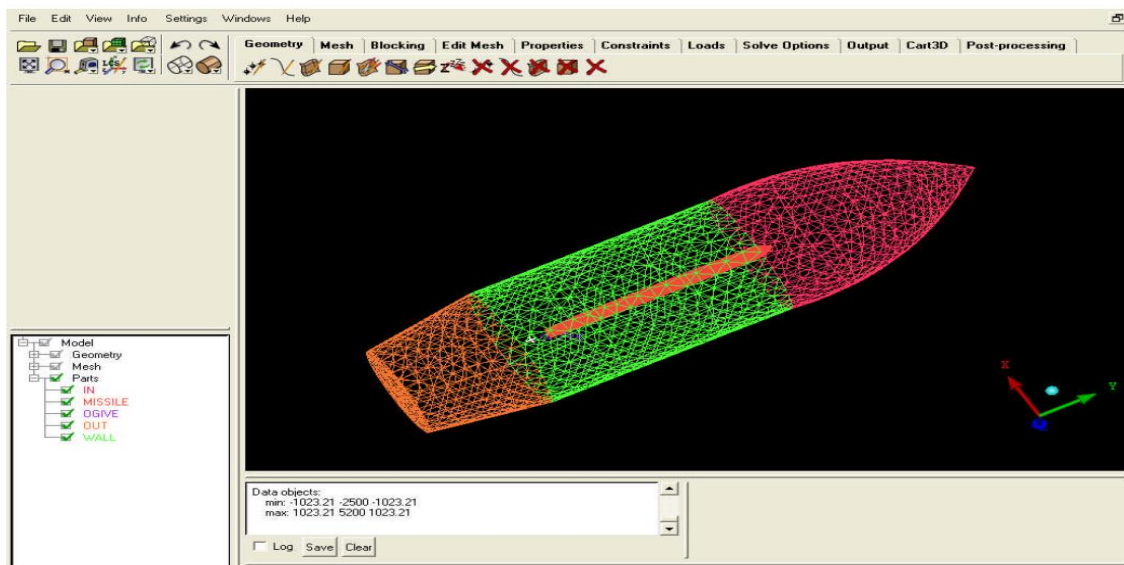 File Edit View Info Settings Windows Help
Geometry Mesh Blocking Edit Mesh Properties Constraints Loads Solve Options Output Cart3D Post-processing
Model
Geometry
Mesh
Parts
IN
MISSILE
OGIVE
OUT
WALL
X
Y
Data objects:
min: -1023.21 -2500 -1023.21
max: 1023.21 5200 1023.21
Log Save Clear